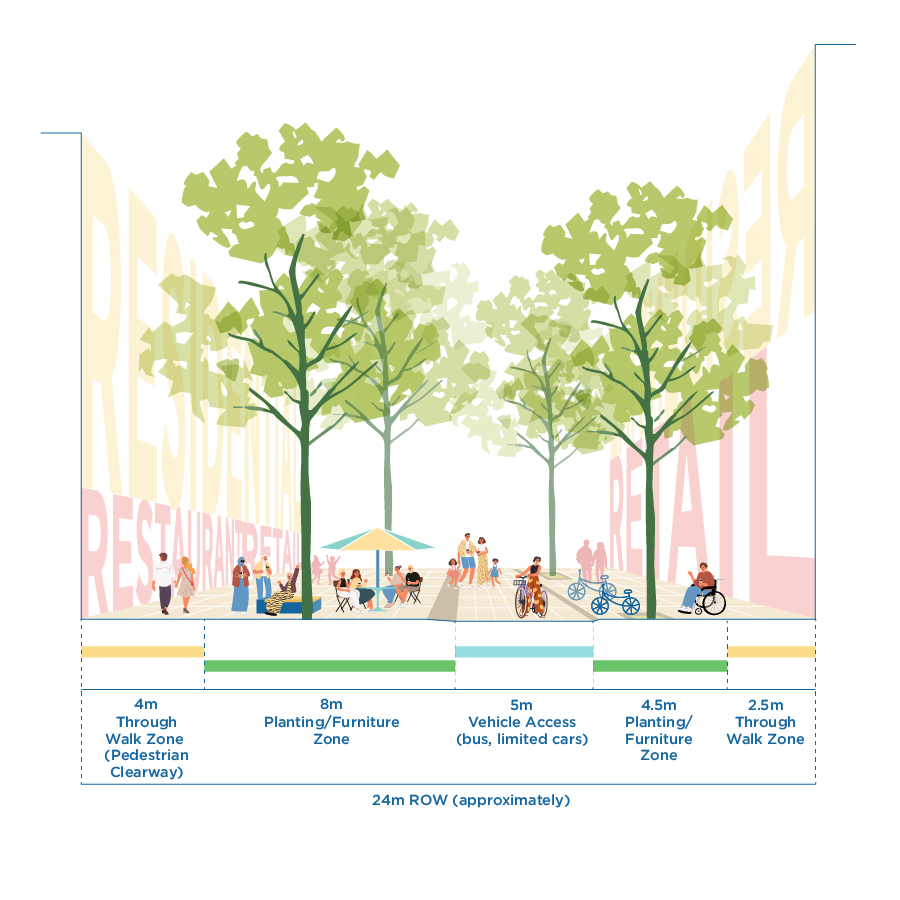 RESIDENTIAL
RESTAURANT
RETAIL
RETAIL
4m
Through
Walk Zone
(Pedestrian
Clearway)
8m
Planting/Furniture
Zone
5m
Vehicle Access
(bus, limited cars)
4.5m
Planting/
Furniture
Zone
2.5m
Through
Walk Zone
24m ROW (approximately)